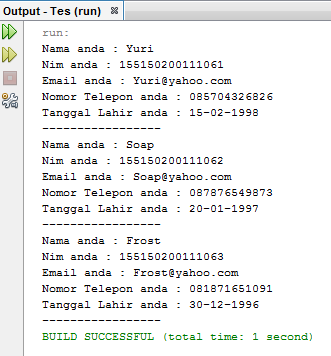 Output - Tes (run)
run:
Nama anda : Yuri
Nim anda : 155150200111061
Email anda : Yuri@yahoo.com
Nomor Telepon anda : 085704326826
Tanggal Lahir anda : 15-02-1998
-----------------
Nama anda : Soap
Nim anda : 155150200111062
Email anda : Soap@yahoo.com
Nomor Telepon anda : 087876549873
Tanggal Lahir anda : 20-01-1997
-----------------
Nama anda : Frost
Nim anda : 155150200111063
Email anda : Frost@yahoo.com
Nomor Telepon anda : 081871651091
Tanggal Lahir anda : 30-12-1996
-----------------
BUILD SUCCESSFUL (total time: 1 second)